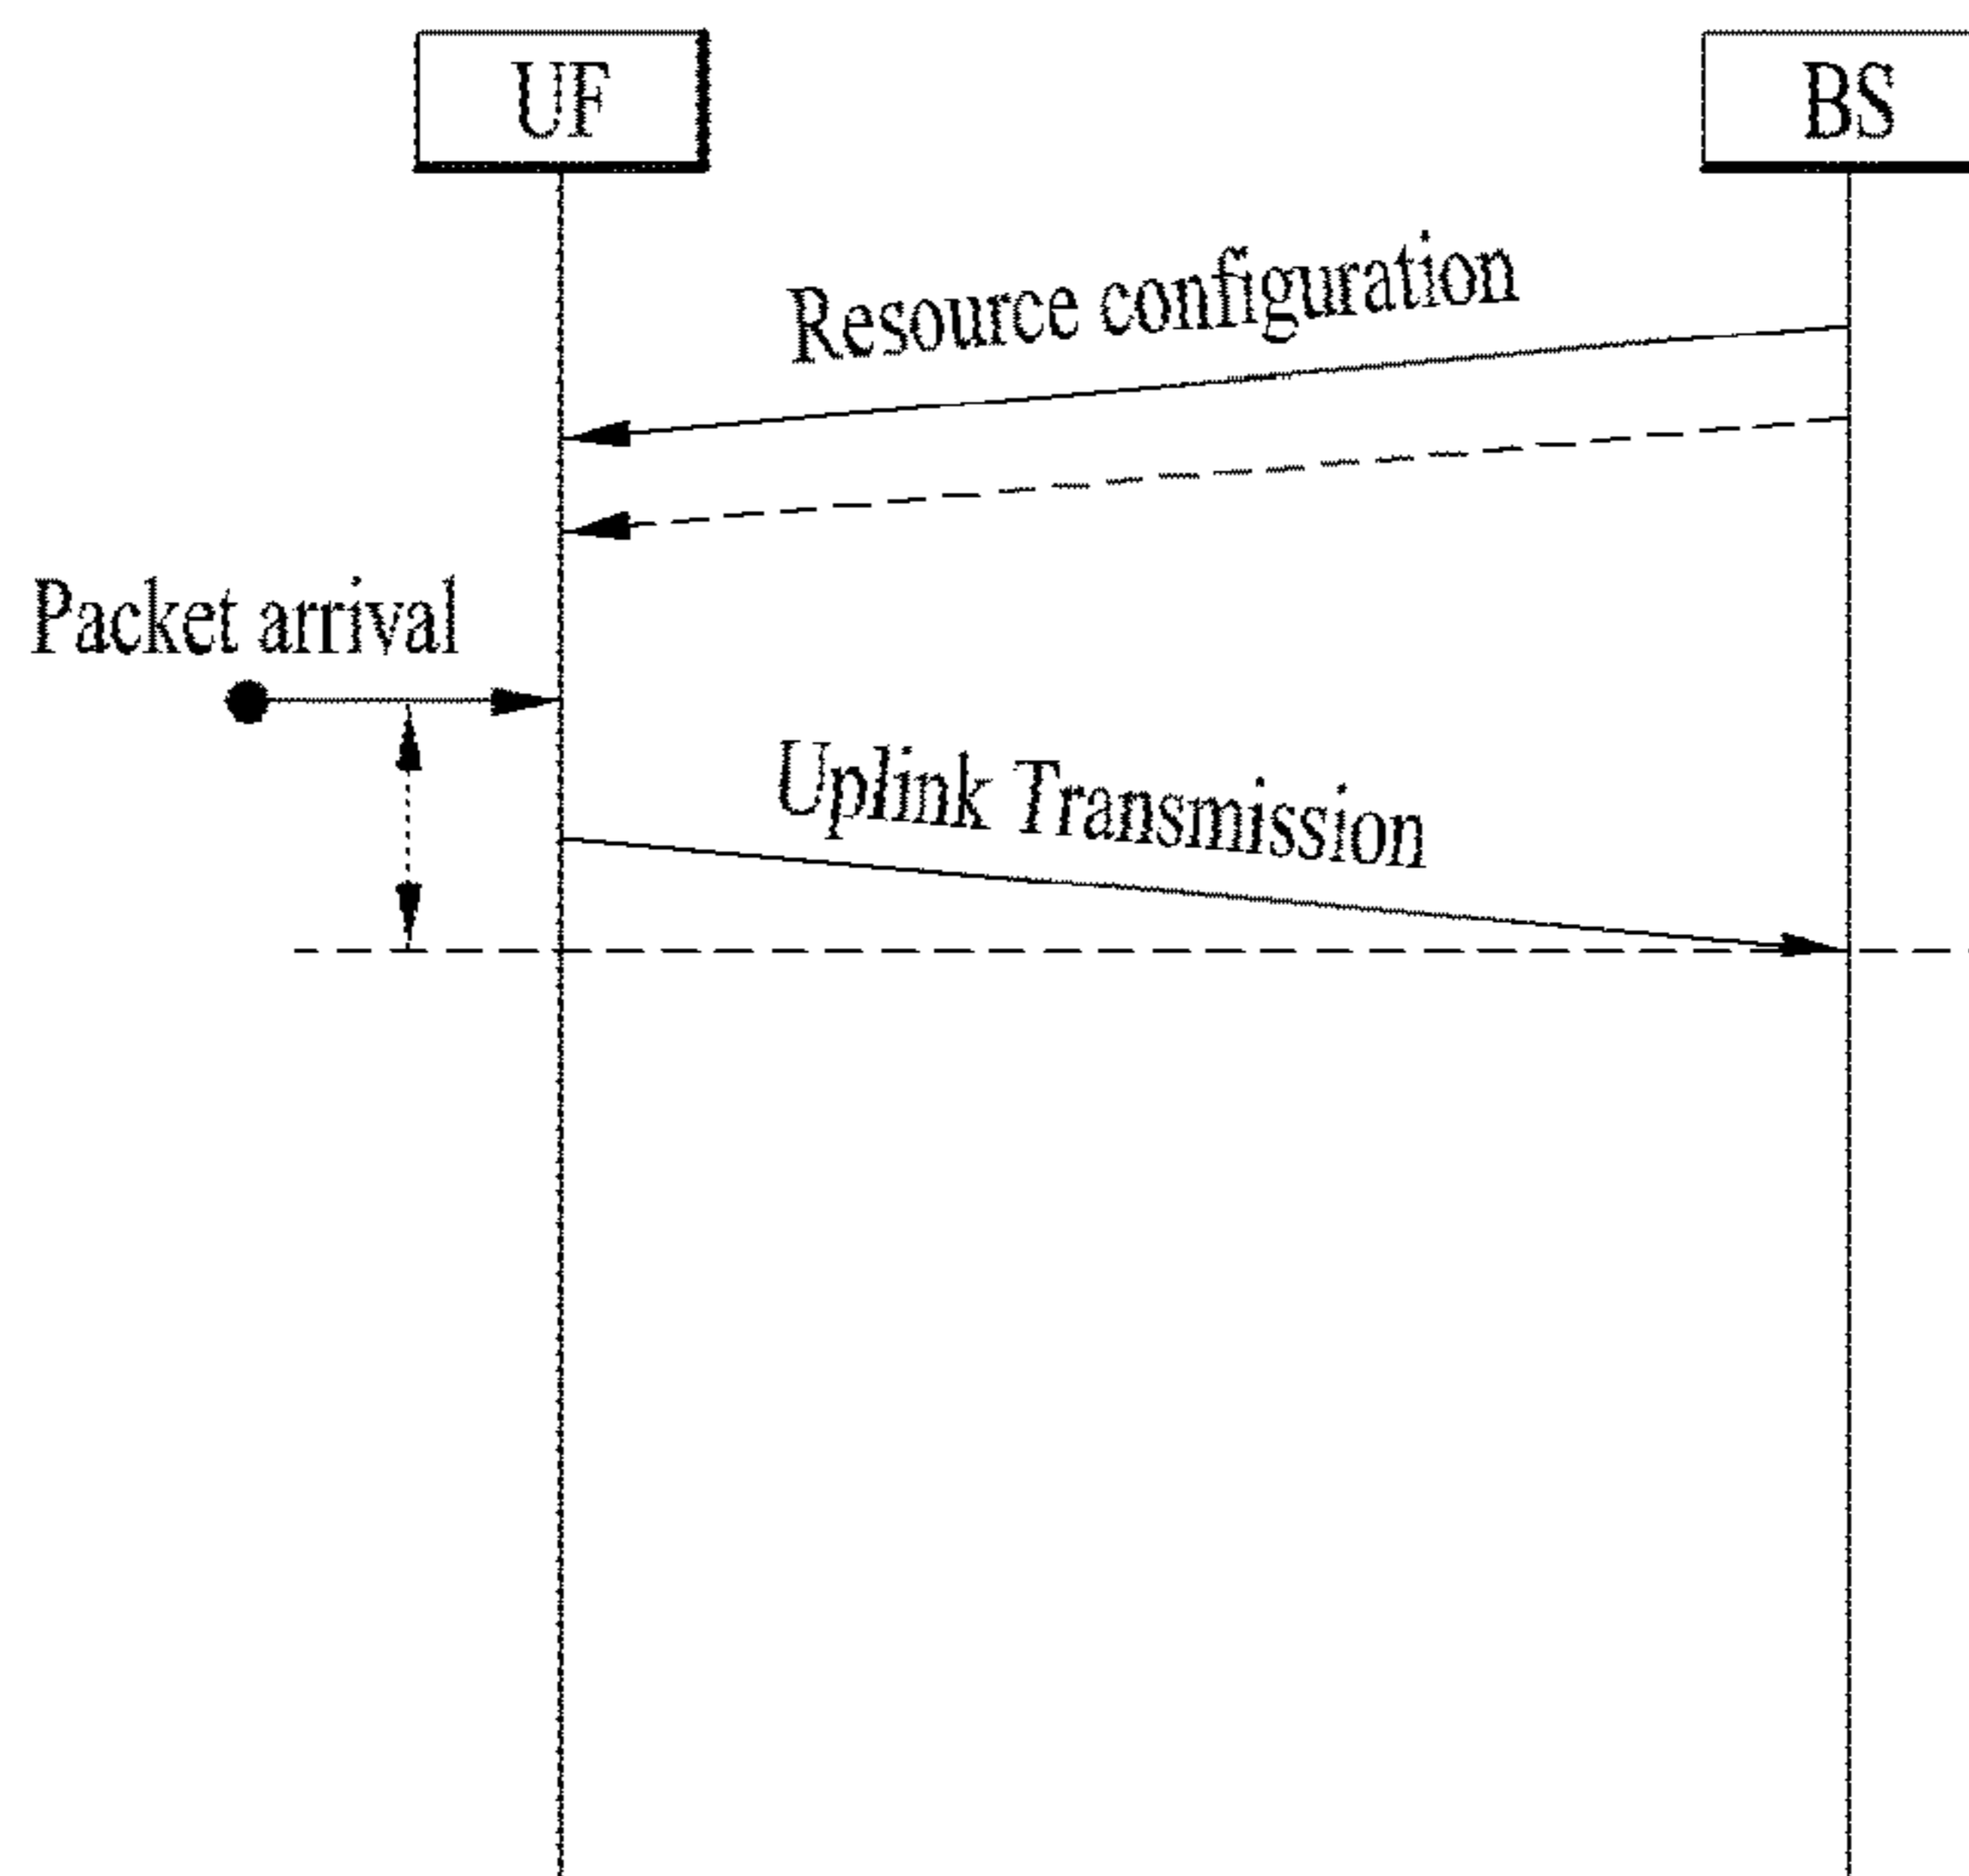 UF
BS
Resource configuration
Packet arrival
Uplink Transmission